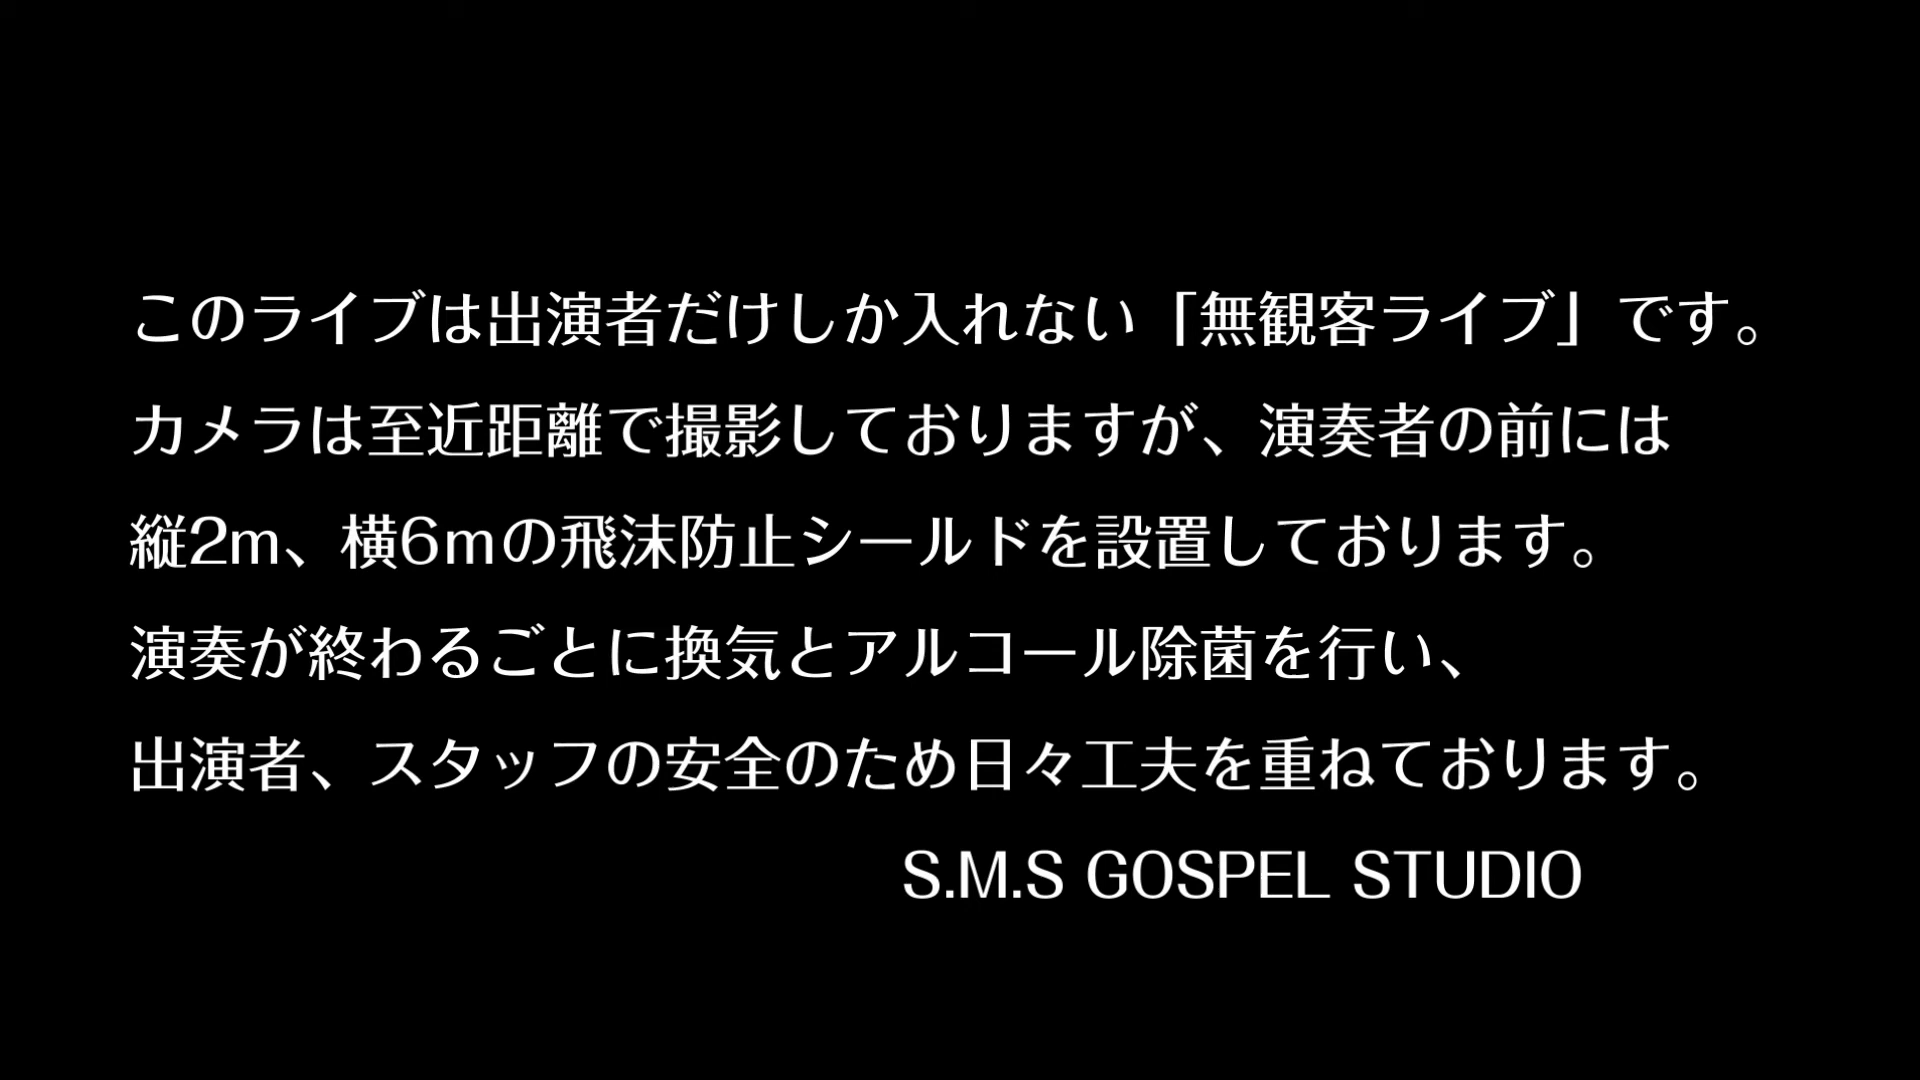 このライブは出演者だけしか入れない「無観客ライブ」です。
カメラは至近距離で撮影しておりますが、演奏者の前には
縦2m、横6ｍの飛沫防止シールドを設置しております。
演奏が終わるごとに換気とアルコール除菌を行い、
出演者、スタッフの安全のため日々工夫を重ねております。
S.M.S GOSPEL STUDIO